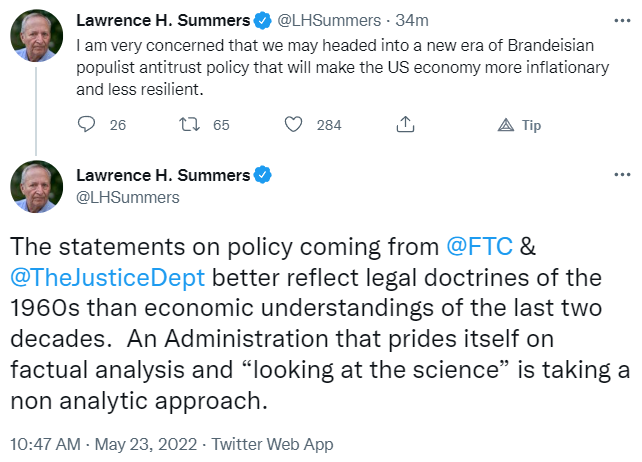 Lawrence H. Summers @LHSummers · 34m
I am very concerned that we may headed into a new era of Brandeisian
populist antitrust policy that will make the US economy more inflationary
and less resilient.
26 65 284 Tip
Lawrence H. Summers
@LHSummers
The statements on policy coming from @FTC &
@TheJusticeDept better reflect legal doctrines of the
1960s than economic understandings of the last two
decades.  An Administration that prides itself on
factual analysis and “looking at the science” is taking a
non analytic approach.
10:47 AM · May 23, 2022 · Twitter Web App